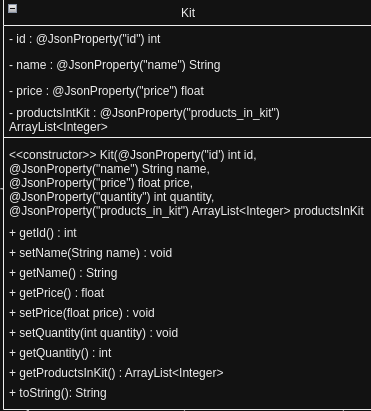 Kit
- id : @JsonProperty("id") int
- name : @JsonProperty("name") String
- price : @JsonProperty("price") float
- productsIntKit : @JsonProperty("products_in_kit")
ArrayList<Integer>
<<constructor>> Kit(@JsonProperty("id') int id,
@JsonProperty("name") String name,
@JsonProperty("price") float price,
@JsonProperty("quantity") int quantity,
@JsonProperty("products_in_kit") ArrayList<Integer> productsInKit
+ getId() : int
+ setName(String name) : void
+ getName() : String
+ getPrice() : float
+ setPrice(float price) : void
+ setQuantity(int quantity) : void
+ getQuantity() : int
+ getProductsInKit() : ArrayList<Integer>
+ toString(): String